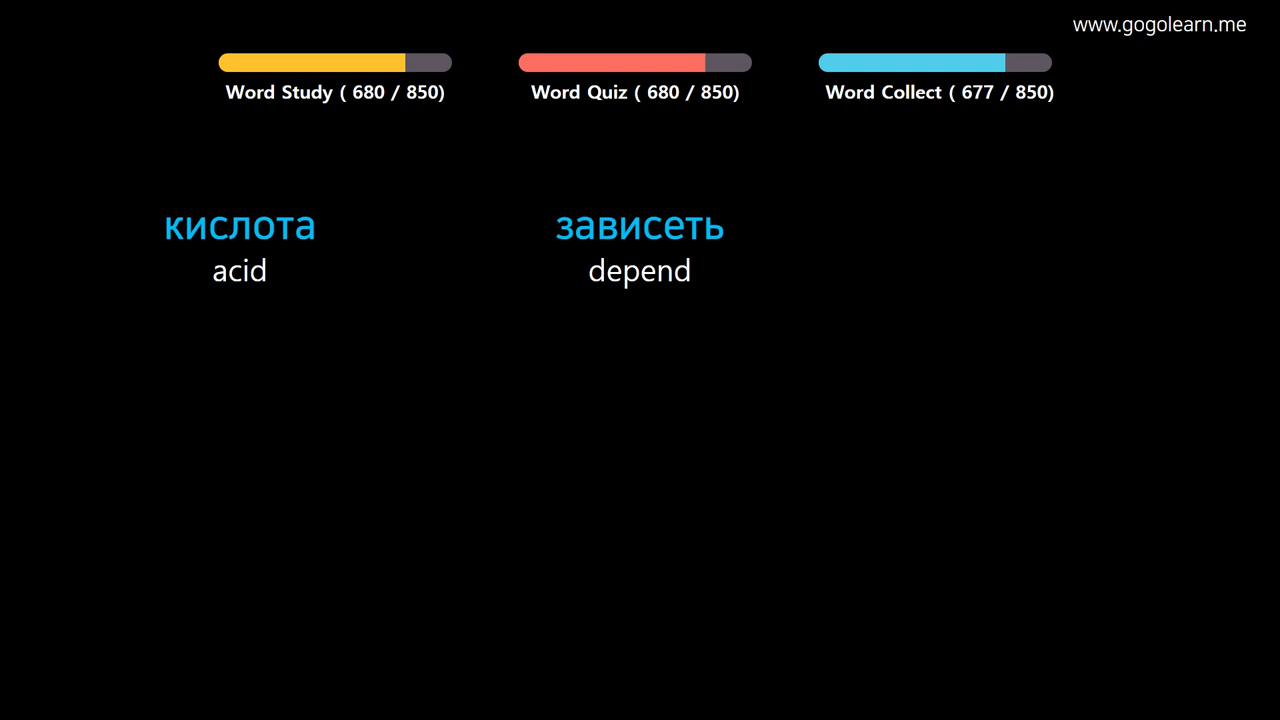 www.gogolearn.me
Word Study ( 680 / 850)
Word Quiz ( 680 / 850)
Word Collect ( 677 / 850)
кислота
acid
зависеть
depend